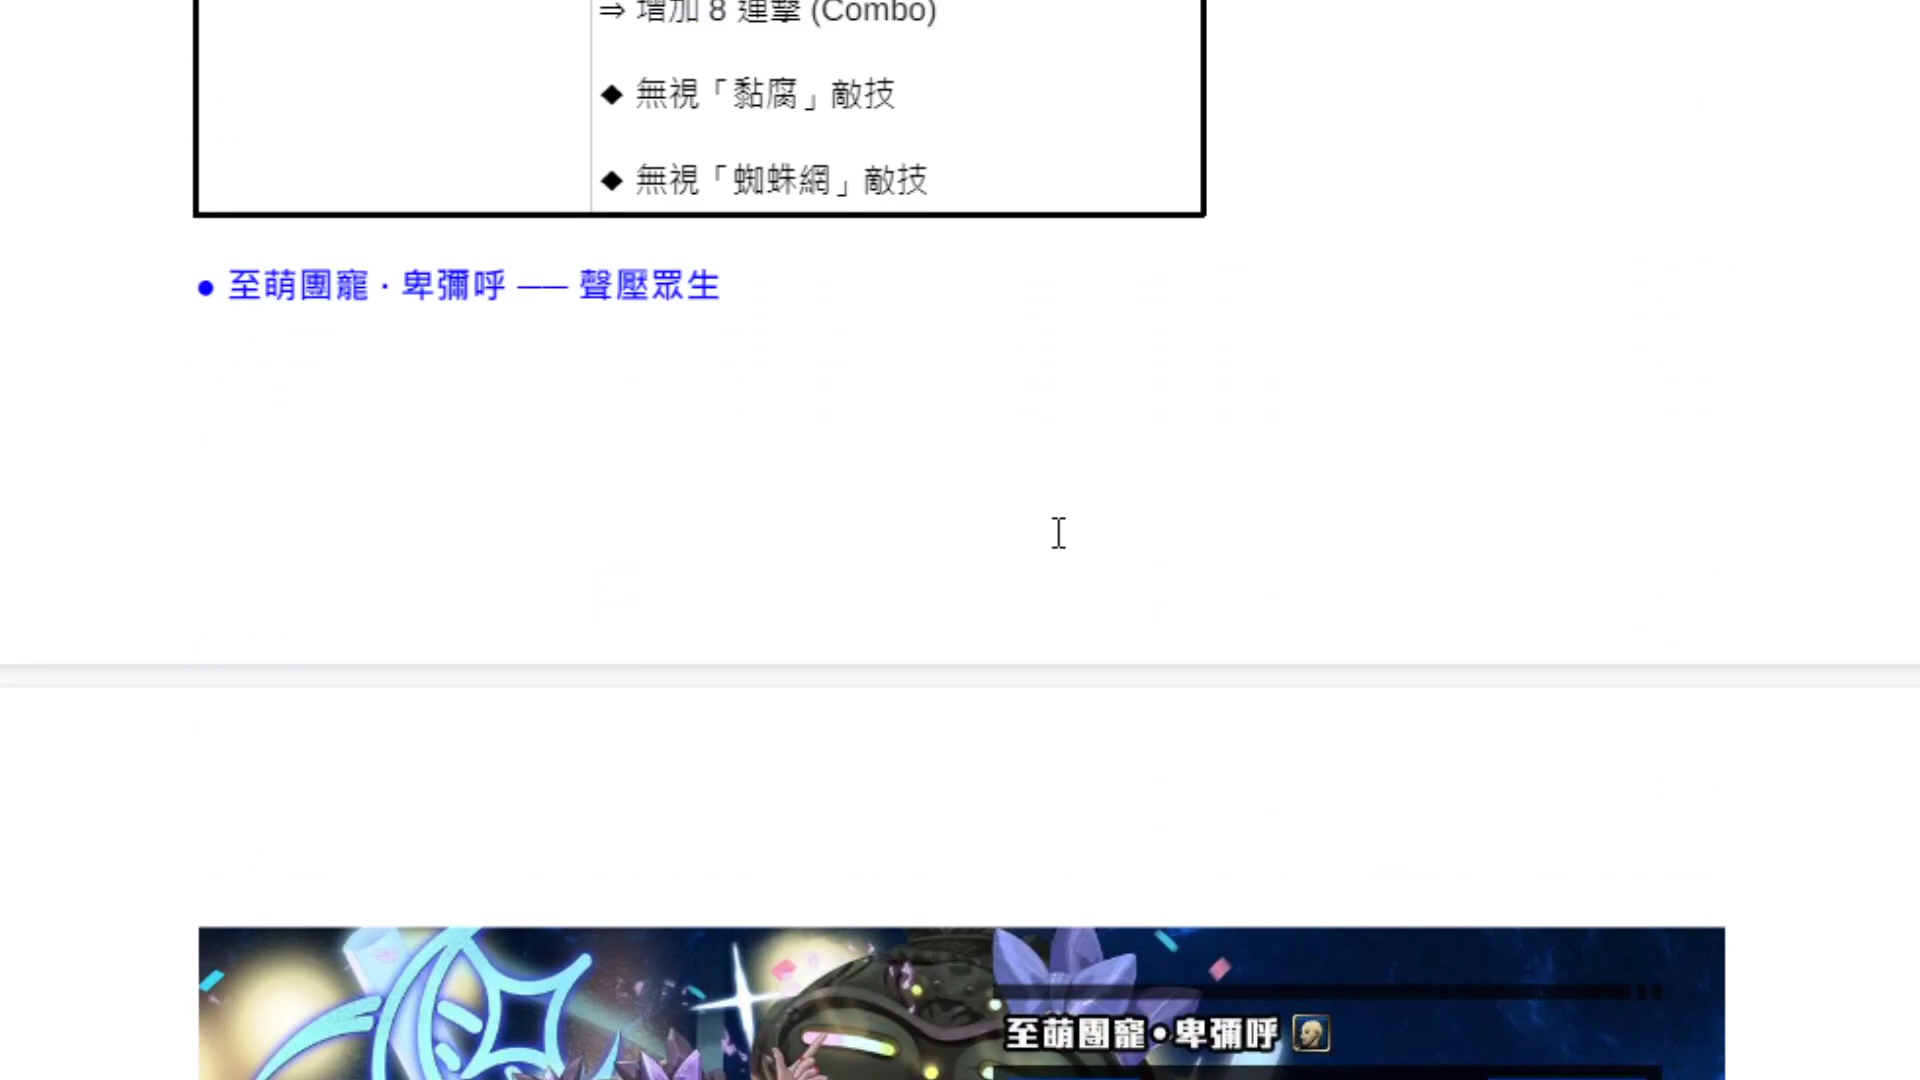 ⇒ 增加 8 連擊 (Combo)
◆ 無視「黏腐」敵技
◆ 無視「蜘蛛網」敵技
● 至萌團寵 · 卑彌呼 ── 聲壓眾生
至萌團寵•卑彌呼